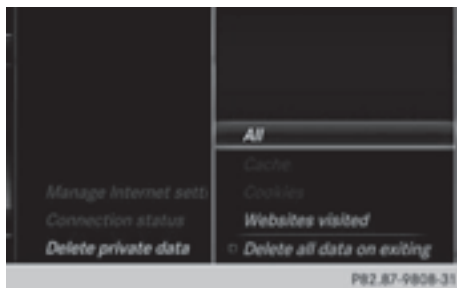 Manage Internet setti
Connection status
Delete private data
All
Cache
Cookies
Websites visited
Delete all data on exiting
P82.87-9808-31